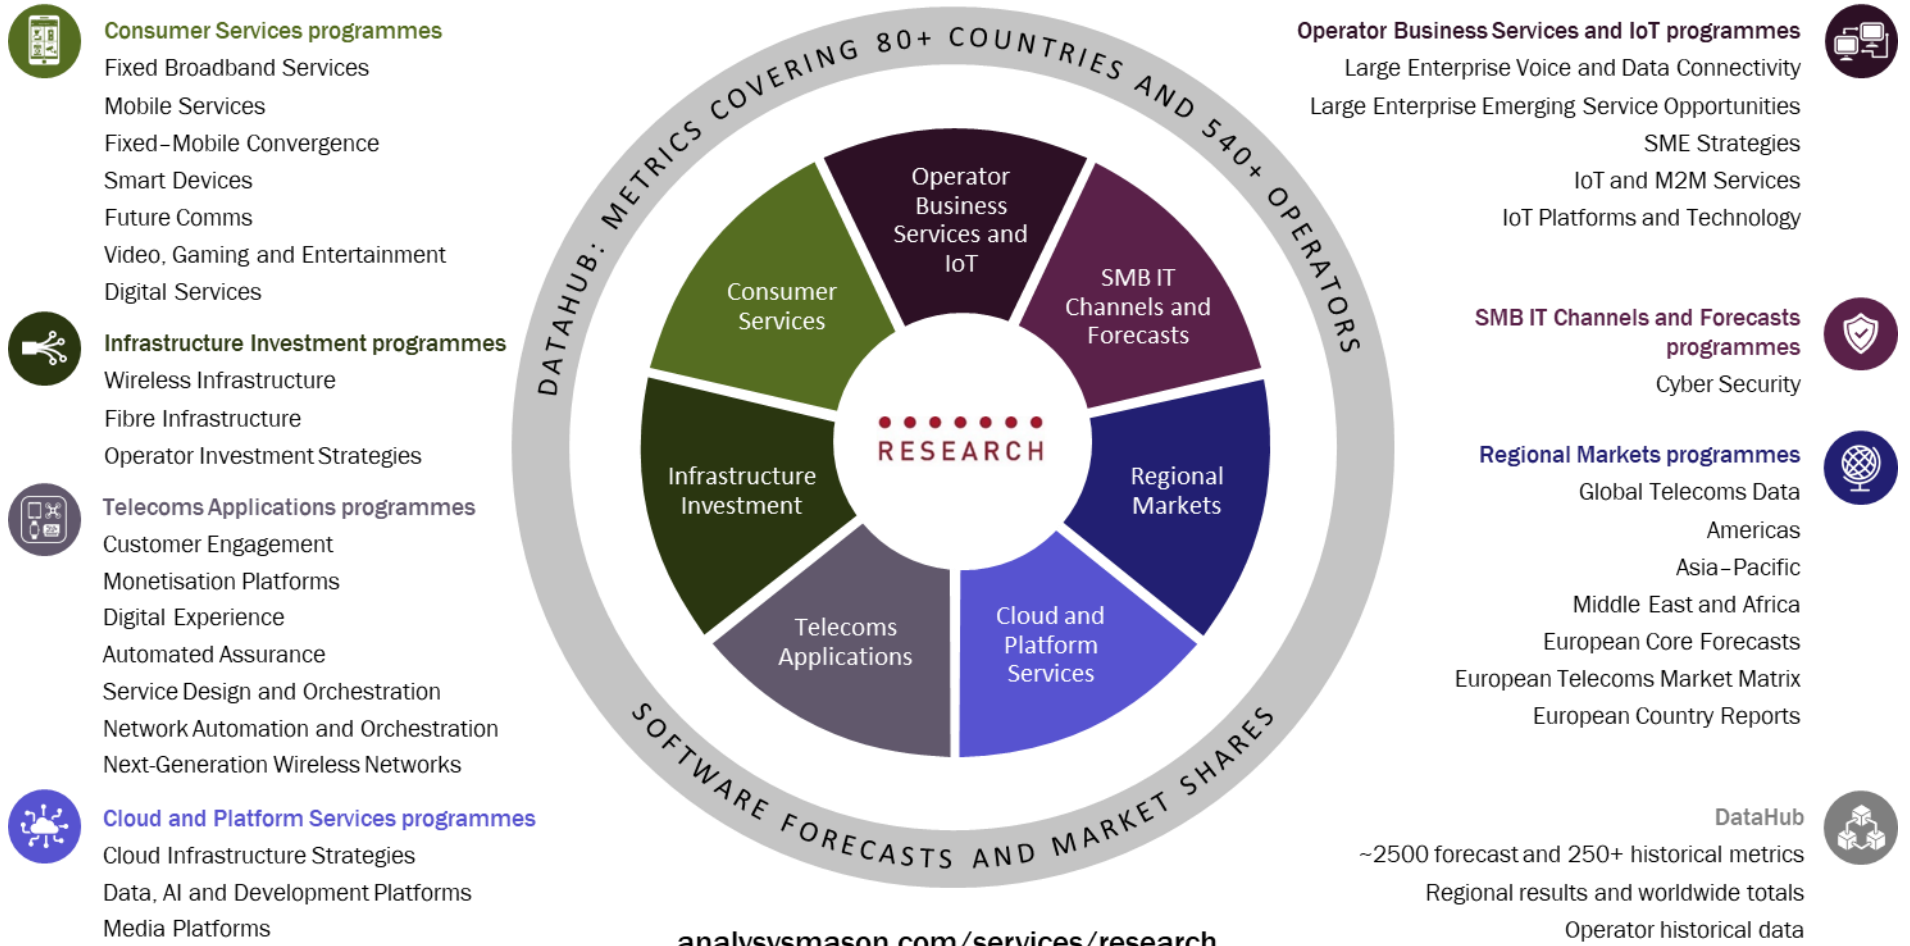 Consumer Services programmes
Fixed Broadband Services
Mobile Services
Fixed–Mobile Convergence
Smart Devices
Future Comms
Video, Gaming and Entertainment
Digital Services
Infrastructure Investment programmes
Wireless Infrastructure
Fibre Infrastructure
Operator Investment Strategies
Telecoms Applications programmes
Customer Engagement
Monetisation Platforms
Digital Experience
Automated Assurance
Service Design and Orchestration
Network Automation and Orchestration
Next-Generation Wireless Networks
Cloud and Platform Services programmes
Cloud Infrastructure Strategies
Data, AI and Development Platforms
Media Platforms
DATAHUB: METRICS COVERING 80+ COUNTRIES AND 540+ OPERATORS
Operator
Business
Services and
IoT
SMB IT
Channels and
Forecasts
Consumer
Services
RESEARCH
Infrastructure
Investment
Regional
Markets
Telecoms
Applications
Cloud and
Platform
Services
SOFTWARE FORECASTS AND MARKET SHARES
analysysmason.com/services/research
Operator Business Services and IoT programmes
Large Enterprise Voice and Data Connectivity
Large Enterprise Emerging Service Opportunities
SME Strategies
IoT and M2M Services
IoT Platforms and Technology
SMB IT Channels and Forecasts
programmes
Cyber Security
Regional Markets programmes
Global Telecoms Data
Americas
Asia–Pacific
Middle East and Africa
European Core Forecasts
European Telecoms Market Matrix
European Country Reports
DataHub
~2500 forecast and 250+ historical metrics
Regional results and worldwide totals
Operator historical data